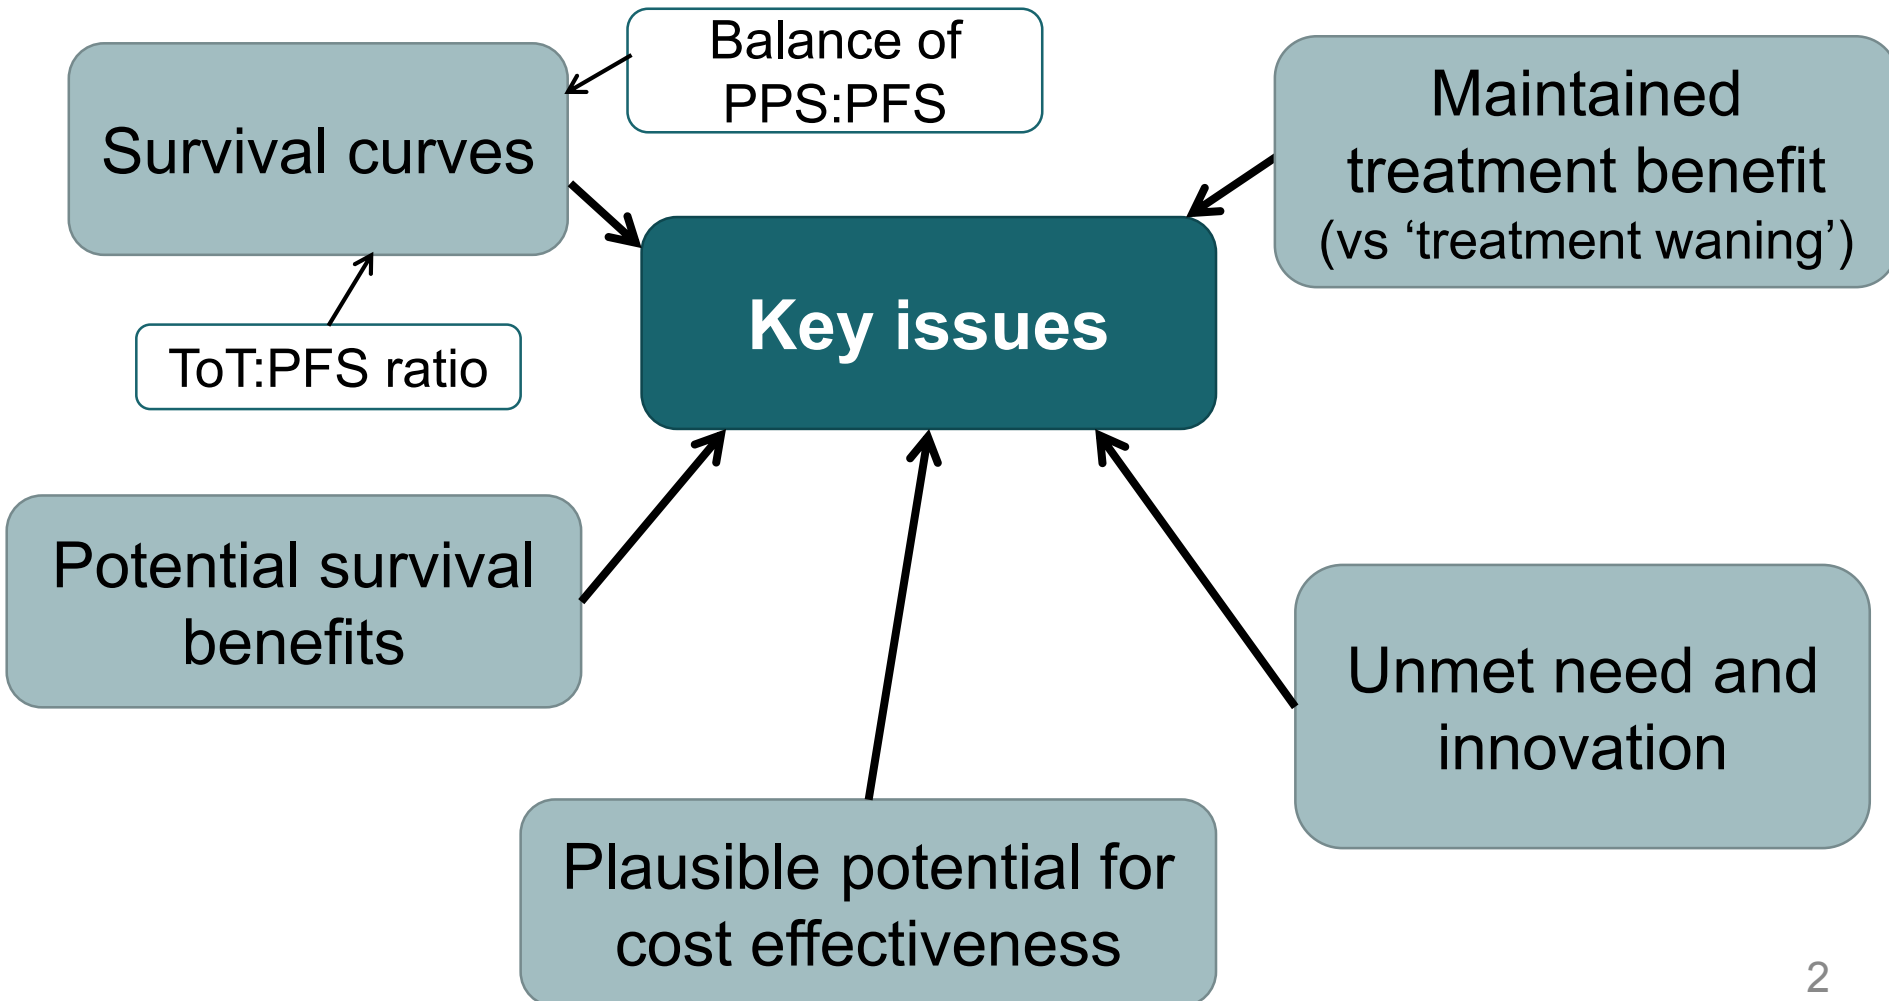 Balance of
PPS:PFS
Survival curves
Maintained
treatment benefit
(vs ‘treatment waning’)
Key issues
ToT:PFS ratio
Potential survival
benefits
Unmet need and
innovation
Plausible potential for
cost effectiveness
2